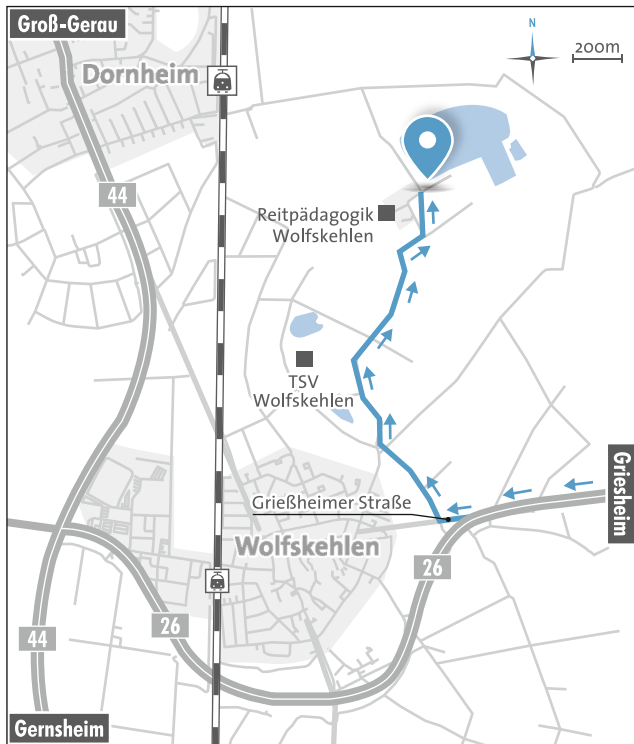 Groß-Gerau
N
200m
Dornheim
44
Reitpädagogik
Wolfskehlen
TSV
Wolfskehlen
Griesheim
Grießheimer Straße
Wolfskehlen
26
26
44
Gernsheim